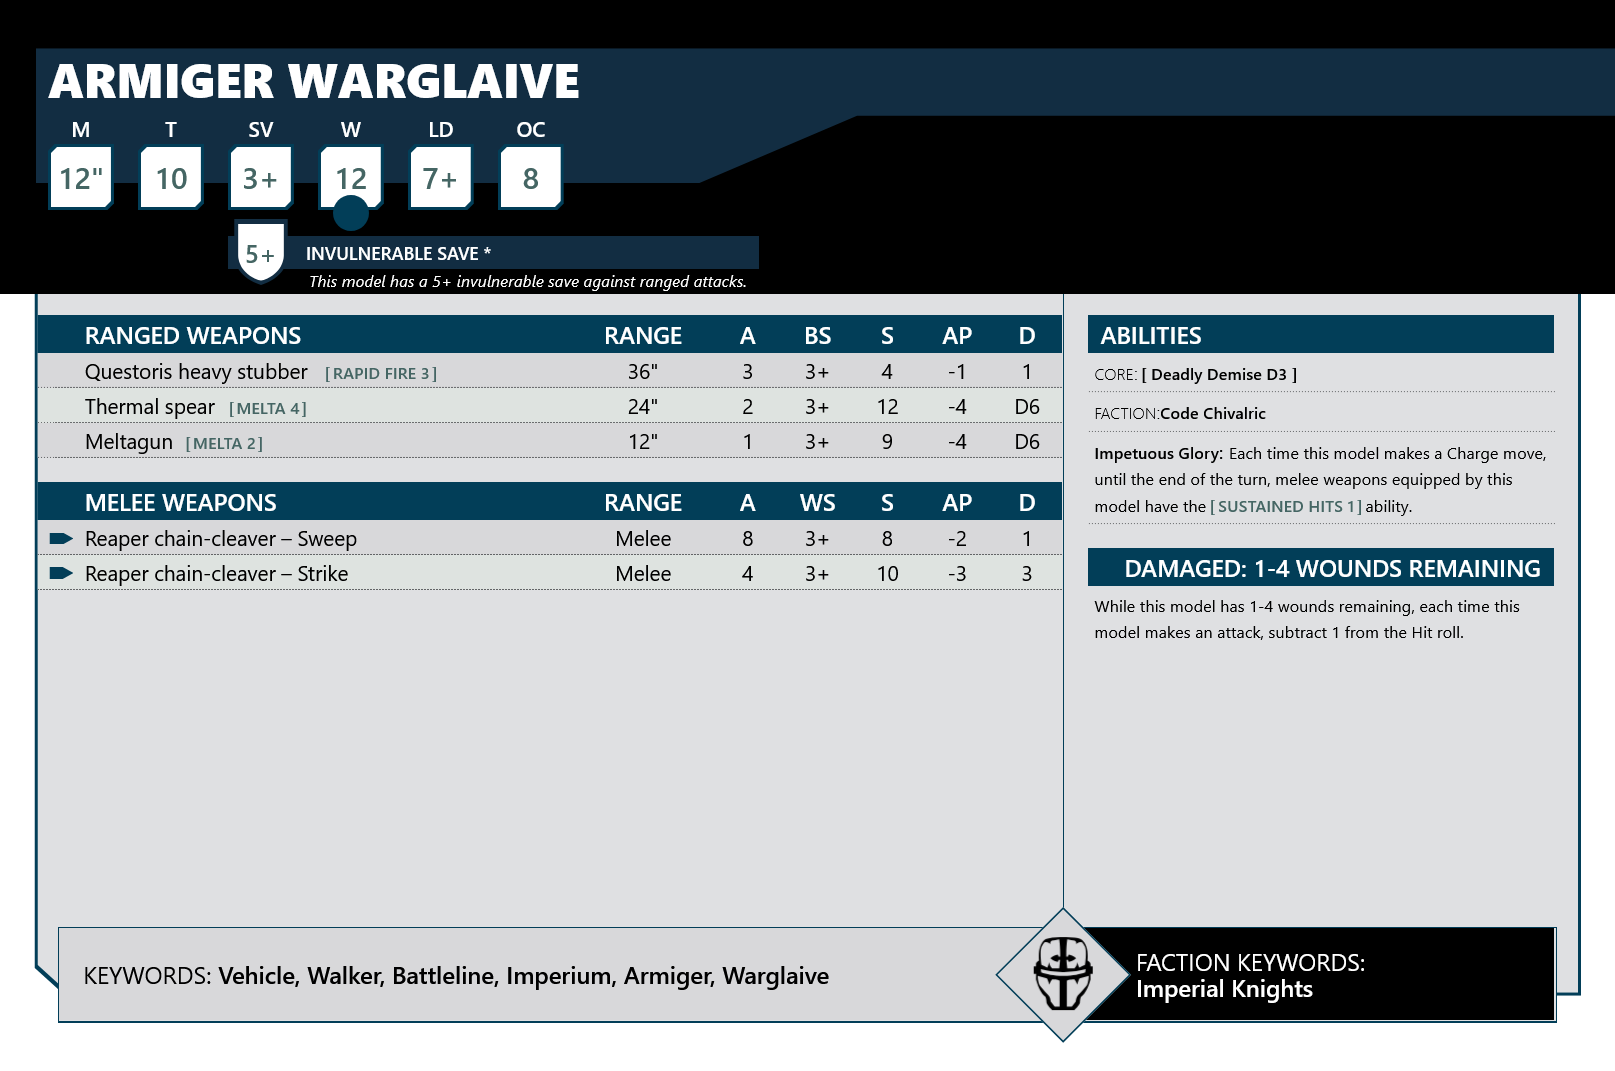 ARMIGER WARGLAIVE
M T SV W LD OC
12" 10 3+ 12 7+ 8
5+ INVULNERABLE SAVE *
This model has a 5+ invulnerable save against ranged attacks.
RANGED WEAPONS RANGE A BS S AP D
Questoris heavy stubber [RAPID FIRE 3] 36" 3 3+ 4 -1 1
Thermal spear [MELTA 4] 24" 2 3+ 12 -4 D6
Meltagun [MELTA 2] 12" 1 3+ 9 -4 D6
MELEE WEAPONS RANGE A WS S AP D
Reaper chain-cleaver – Sweep Melee 8 3+ 8 -2 1
Reaper chain-cleaver – Strike Melee 4 3+ 10 -3 3
ABILITIES
CORE: [ Deadly Demise D3 ]
FACTION:Code Chivalric
Impetuous Glory: Each time this model makes a Charge move,
until the end of the turn, melee weapons equipped by this
model have the [ SUSTAINED HITS 1] ability.
DAMAGED: 1-4 WOUNDS REMAINING
While this model has 1-4 wounds remaining, each time this
model makes an attack, subtract 1 from the Hit roll.
KEYWORDS: Vehicle, Walker, Battleline, Imperium, Armiger, Warglaive
FACTION KEYWORDS:
Imperial Knights